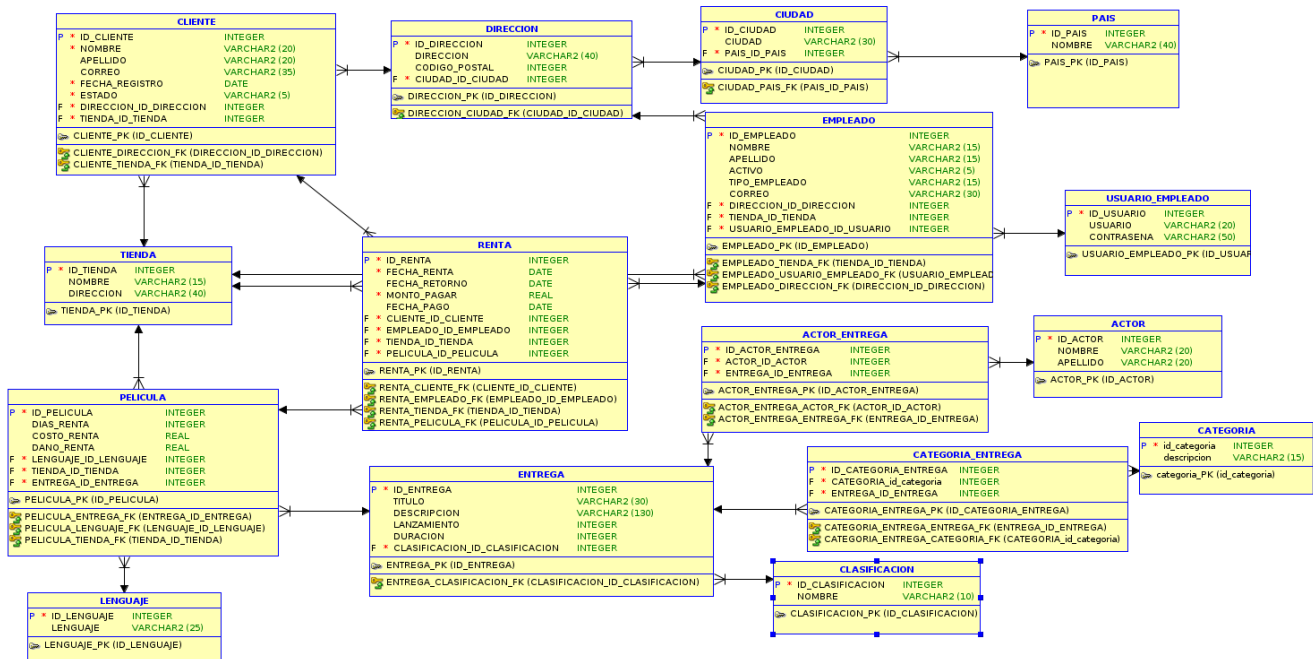 CLIENTE
P * ID_CLIENTE INTEGER
* NOMBRE VARCHAR2 (20)
APELLIDO VARCHAR2 (20)
CORREO VARCHAR2 (35)
* FECHA_REGISTRO DATE
* ESTADO VARCHAR2 (5)
F * DIRECCION_ID_DIRECCION INTEGER
F * TIENDA_ID_TIENDA INTEGER
CLIENTE_PK (ID_CLIENTE)
CLIENTE_DIRECCION_FK (DIRECCION_ID_DIRECCION)
CLIENTE_TIENDA_FK (TIENDA_ID_TIENDA)
DIRECCION
P * ID_DIRECCION INTEGER
DIRECCION VARCHAR2 (40)
CODIGO_POSTAL INTEGER
F * CIUDAD_ID_CIUDAD INTEGER
DIRECCION_PK (ID_DIRECCION)
DIRECCION_CIUDAD_FK (CIUDAD_ID_CIUDAD)
CIUDAD
P * ID_CIUDAD INTEGER
CIUDAD VARCHAR2 (30)
F * PAIS_ID_PAIS INTEGER
CIUDAD_PK (ID_CIUDAD)
CIUDAD_PAIS_FK (PAIS_ID_PAIS)
PAIS
P * ID_PAIS INTEGER
NOMBRE VARCHAR2 (40)
PAIS_PK (ID_PAIS)
EMPLEADO
P * ID_EMPLEADO INTEGER
NOMBRE VARCHAR2 (15)
APELLIDO VARCHAR2 (15)
ACTIVO VARCHAR2 (5)
TIPO_EMPLEADO VARCHAR2 (15)
CORREO VARCHAR2 (30)
F * DIRECCION_ID_DIRECCION INTEGER
F * TIENDA_ID_TIENDA INTEGER
F * USUARIO_EMPLEADO_ID_USUARIO INTEGER
EMPLEADO_PK (ID_EMPLEADO)
EMPLEADO_TIENDA_FK (TIENDA_ID_TIENDA)
EMPLEADO_USUARIO_EMPLEADO_FK (USUARIO_EMPLEAD
EMPLEADO_DIRECCION_FK (DIRECCION_ID_DIRECCION)
USUARIO_EMPLEADO
P * ID_USUARIO INTEGER
USUARIO VARCHAR2 (20)
CONTRASENA VARCHAR2 (50)
USUARIO_EMPLEADO_PK (ID_USUAR
TIENDA
P * ID_TIENDA INTEGER
NOMBRE VARCHAR2 (15)
DIRECCION VARCHAR2 (40)
TIENDA_PK (ID_TIENDA)
RENTA
P * ID_RENTA INTEGER
* FECHA_RENTA DATE
FECHA_RETORNO DATE
* MONTO_PAGAR REAL
FECHA_PAGO DATE
F * CLIENTE_ID_CLIENTE INTEGER
F * EMPLEADO_ID_EMPLEADO INTEGER
F * TIENDA_ID_TIENDA INTEGER
F * PELICULA_ID_PELICULA INTEGER
RENTA_PK (ID_RENTA)
RENTA_CLIENTE_FK (CLIENTE_ID_CLIENTE)
RENTA_EMPLEADO_FK (EMPLEADO_ID_EMPLEADO)
RENTA_TIENDA_FK (TIENDA_ID_TIENDA)
RENTA_PELICULA_FK (PELICULA_ID_PELICULA)
ACTOR_ENTREGA
P * ID_ACTOR_ENTREGA INTEGER
F * ACTOR_ID_ACTOR INTEGER
F * ENTREGA_ID_ENTREGA INTEGER
ACTOR_ENTREGA_PK (ID_ACTOR_ENTREGA)
ACTOR_ENTREGA_ACTOR_FK (ACTOR_ID_ACTOR)
ACTOR_ENTREGA_ENTREGA_FK (ENTREGA_ID_ENTREGA)
ACTOR
P * ID_ACTOR INTEGER
NOMBRE VARCHAR2 (20)
APELLIDO VARCHAR2 (20)
ACTOR_PK (ID_ACTOR)
PELICULA
P * ID_PELICULA INTEGER
DIAS_RENTA INTEGER
COSTO_RENTA REAL
DANO_RENTA REAL
F * LENGUAJE_ID_LENGUAJE INTEGER
F * TIENDA_ID_TIENDA INTEGER
F * ENTREGA_ID_ENTREGA INTEGER
PELICULA_PK (ID_PELICULA)
PELICULA_ENTREGA_FK (ENTREGA_ID_ENTREGA)
PELICULA_LENGUAJE_FK (LENGUAJE_ID_LENGUAJE)
PELICULA_TIENDA_FK (TIENDA_ID_TIENDA)
ENTREGA
P * ID_ENTREGA INTEGER
TITULO VARCHAR2 (30)
DESCRIPCION VARCHAR2 (130)
LANZAMIENTO INTEGER
DURACION INTEGER
F * CLASIFICACION_ID_CLASIFICACION INTEGER
ENTREGA_PK (ID_ENTREGA)
ENTREGA_CLASIFICACION_FK (CLASIFICACION_ID_CLASIFICACION)
CATEGORIA_ENTREGA
P * ID_CATEGORIA_ENTREGA INTEGER
F * CATEGORIA_id_categoria INTEGER
F * ENTREGA_ID_ENTREGA INTEGER
CATEGORIA_ENTREGA_PK (ID_CATEGORIA_ENTREGA)
CATEGORIA_ENTREGA_ENTREGA_FK (ENTREGA_ID_ENTREGA)
CATEGORIA_ENTREGA_CATEGORIA_FK (CATEGORIA_id_categoria)
CATEGORIA
P * id_categoria INTEGER
descripcion VARCHAR2 (15)
categoria_PK (id_categoria)
CLASIFICACION
P * ID_CLASIFICACION INTEGER
NOMBRE VARCHAR2 (10)
CLASIFICACION_PK (ID_CLASIFICACION)
LENGUAJE
P * ID_LENGUAJE INTEGER
LENGUAJE VARCHAR2 (25)
LENGUAJE_PK (ID_LENGUAJE)